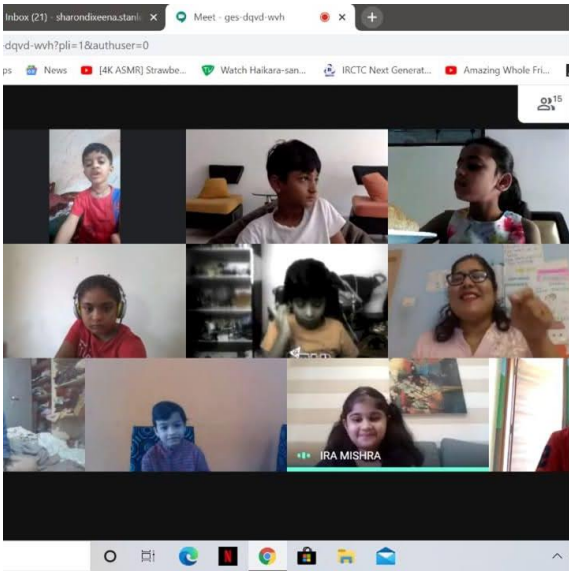 Inbox (21) - sharondixeena.stanl
Meet - ges-dqvd-wvh
-dqvd-wvh?pli=1&authuser=0
ps News [4K ASMR] Strawbe... Watch Haikara-san... IRCTC Next Generat... Amazing Whole Fri...
15
IRA MISHRA
N